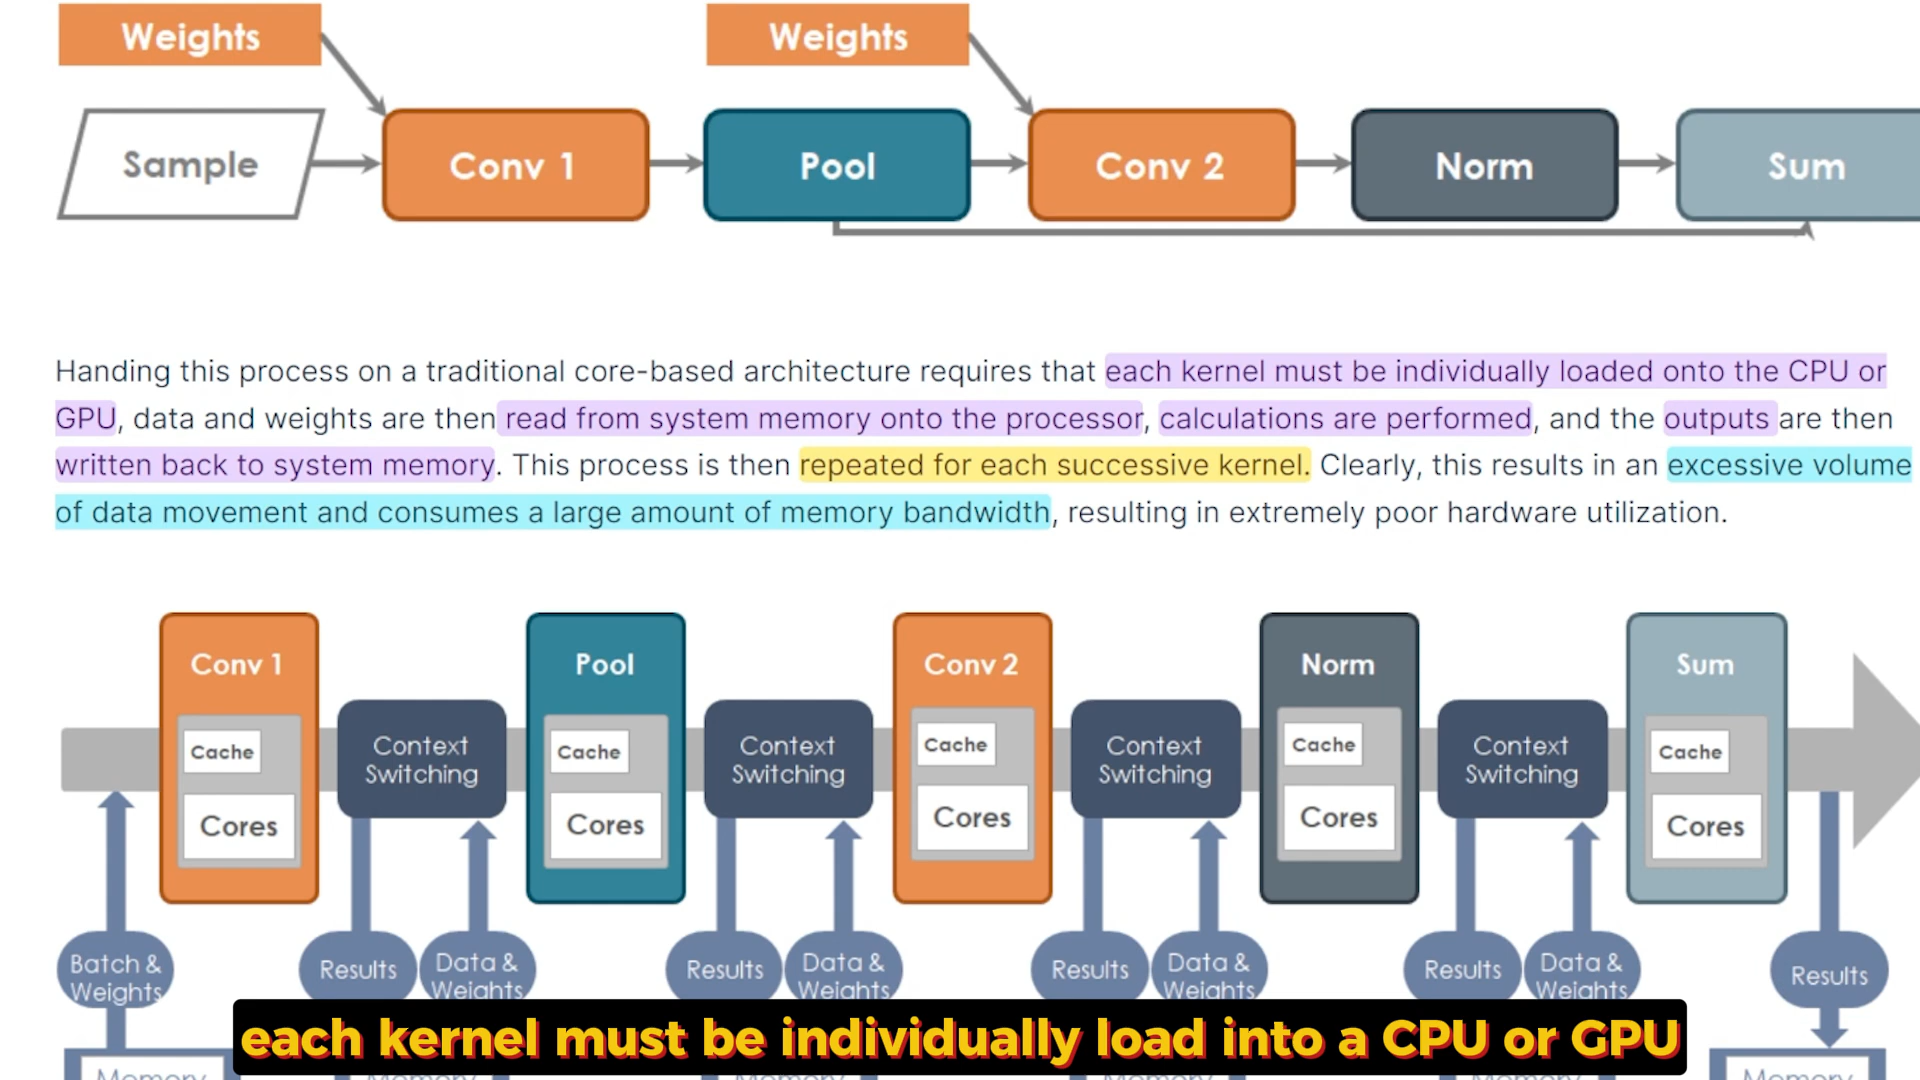 Weights
Weights
Sample
Conv 1
Pool
Conv 2
Norm
Sum
Handing this process on a traditional core-based architecture requires that each kernel must be individually loaded onto the CPU or
GPU, data and weights are then read from system memory onto the processor, calculations are performed, and the outputs are then
written back to system memory. This process is then repeated for each successive kernel. Clearly, this results in an excessive volume
of data movement and consumes a large amount of memory bandwidth, resulting in extremely poor hardware utilization.
Conv 1
Cache
Cores
Context
Switching
Pool
Cache
Cores
Context
Switching
Conv 2
Cache
Cores
Context
Switching
Norm
Cache
Cores
Context
Switching
Sum
Cache
Cores
Batch &
Weights
Results
Data &
Weights
Results
Data &
Weights
Results
Data &
Weights
Results
Data &
Weights
Results
each kernel must be individually load into a CPU or GPU
Memory
Memory
Memory
Memory
Memory